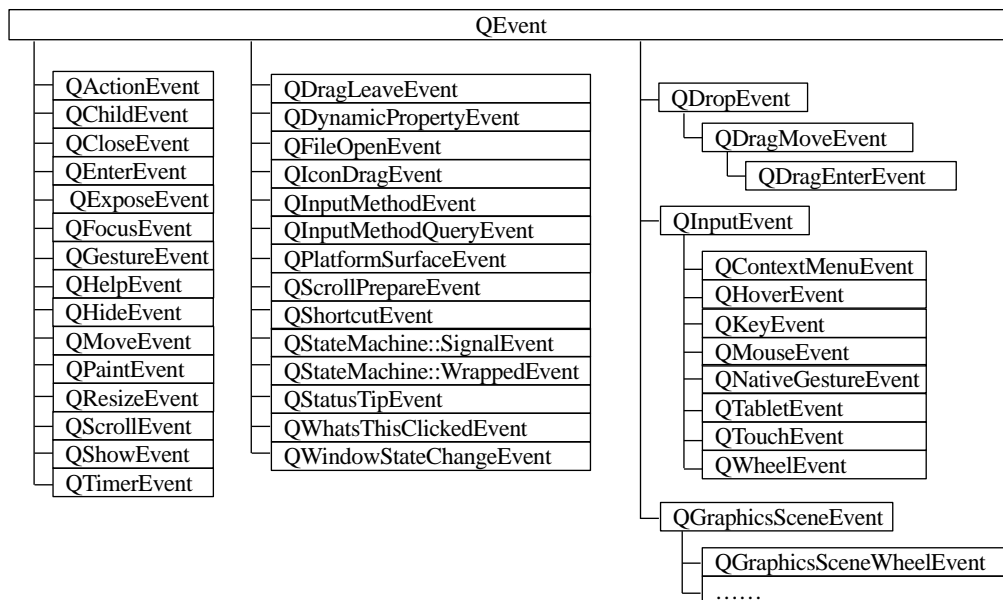 QEvent
QActionEvent
QChildEvent
QCloseEvent
QEnterEvent
QExposeEvent
QFocusEvent
QGestureEvent
QHelpEvent
QHideEvent
QMoveEvent
QPaintEvent
QResizeEvent
QScrollEvent
QShowEvent
QTimerEvent
QDragLeaveEvent
QDynamicPropertyEvent
QFileOpenEvent
QIconDragEvent
QInputMethodEvent
QInputMethodQueryEvent
QPlatformSurfaceEvent
QScrollPrepareEvent
QShortcutEvent
QStateMachine::SignalEvent
QStateMachine::WrappedEvent
QStatusTipEvent
QWhatsThisClickedEvent
QWindowStateChangeEvent
QDropEvent
QDragMoveEvent
QDragEnterEvent
QInputEvent
QContextMenuEvent
QHoverEvent
QKeyEvent
QMouseEvent
QNativeGestureEvent
QTabletEvent
QTouchEvent
QWheelEvent
QGraphicsSceneEvent
QGraphicsSceneWheelEvent
……